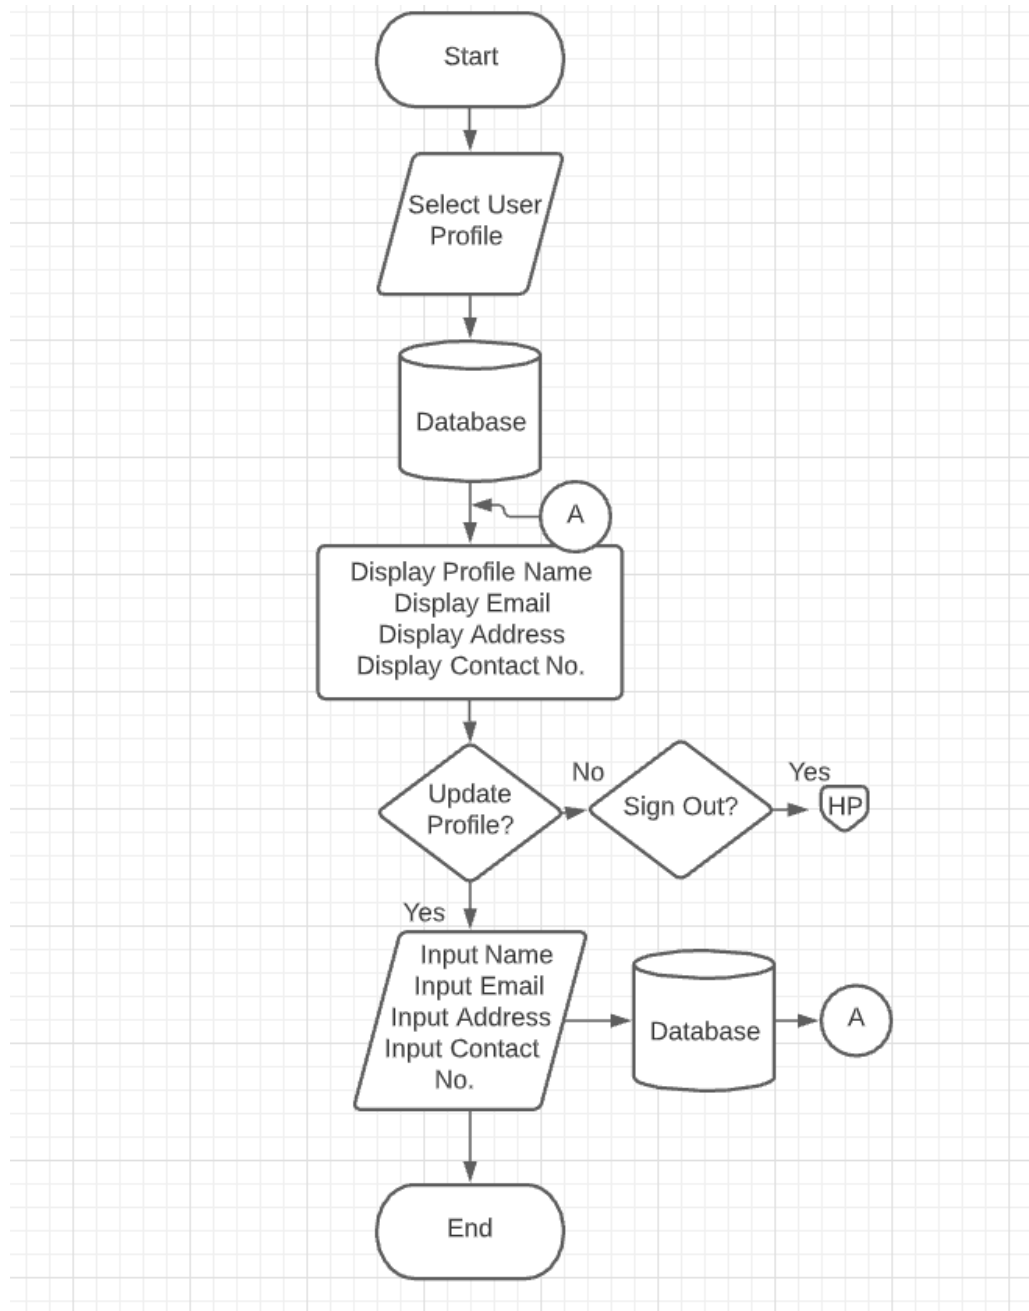 Start
Select User
Profile
Database
A
Display Profile Name
Display Email
Display Address
Display Contact No.
Update
Profile?
No
Sign Out?
Yes
HP
Yes
Input Name
Input Email
Input Address
Input Contact
No.
Database
A
End